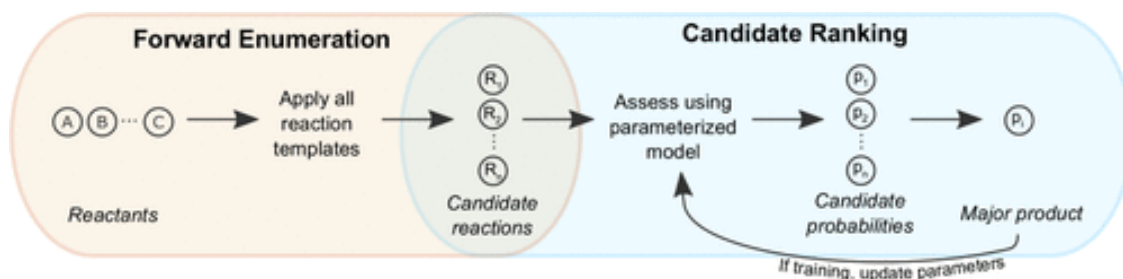 Forward Enumeration
Candidate Ranking
A B ... C
Apply all
reaction
templates
R₁
R₂
Rₙ
Assess using
parameterized
model
p₁
p₂
pₙ
pᵢ
Reactants
Candidate
reactions
Candidate
probabilities
Major product
If training, update parameters